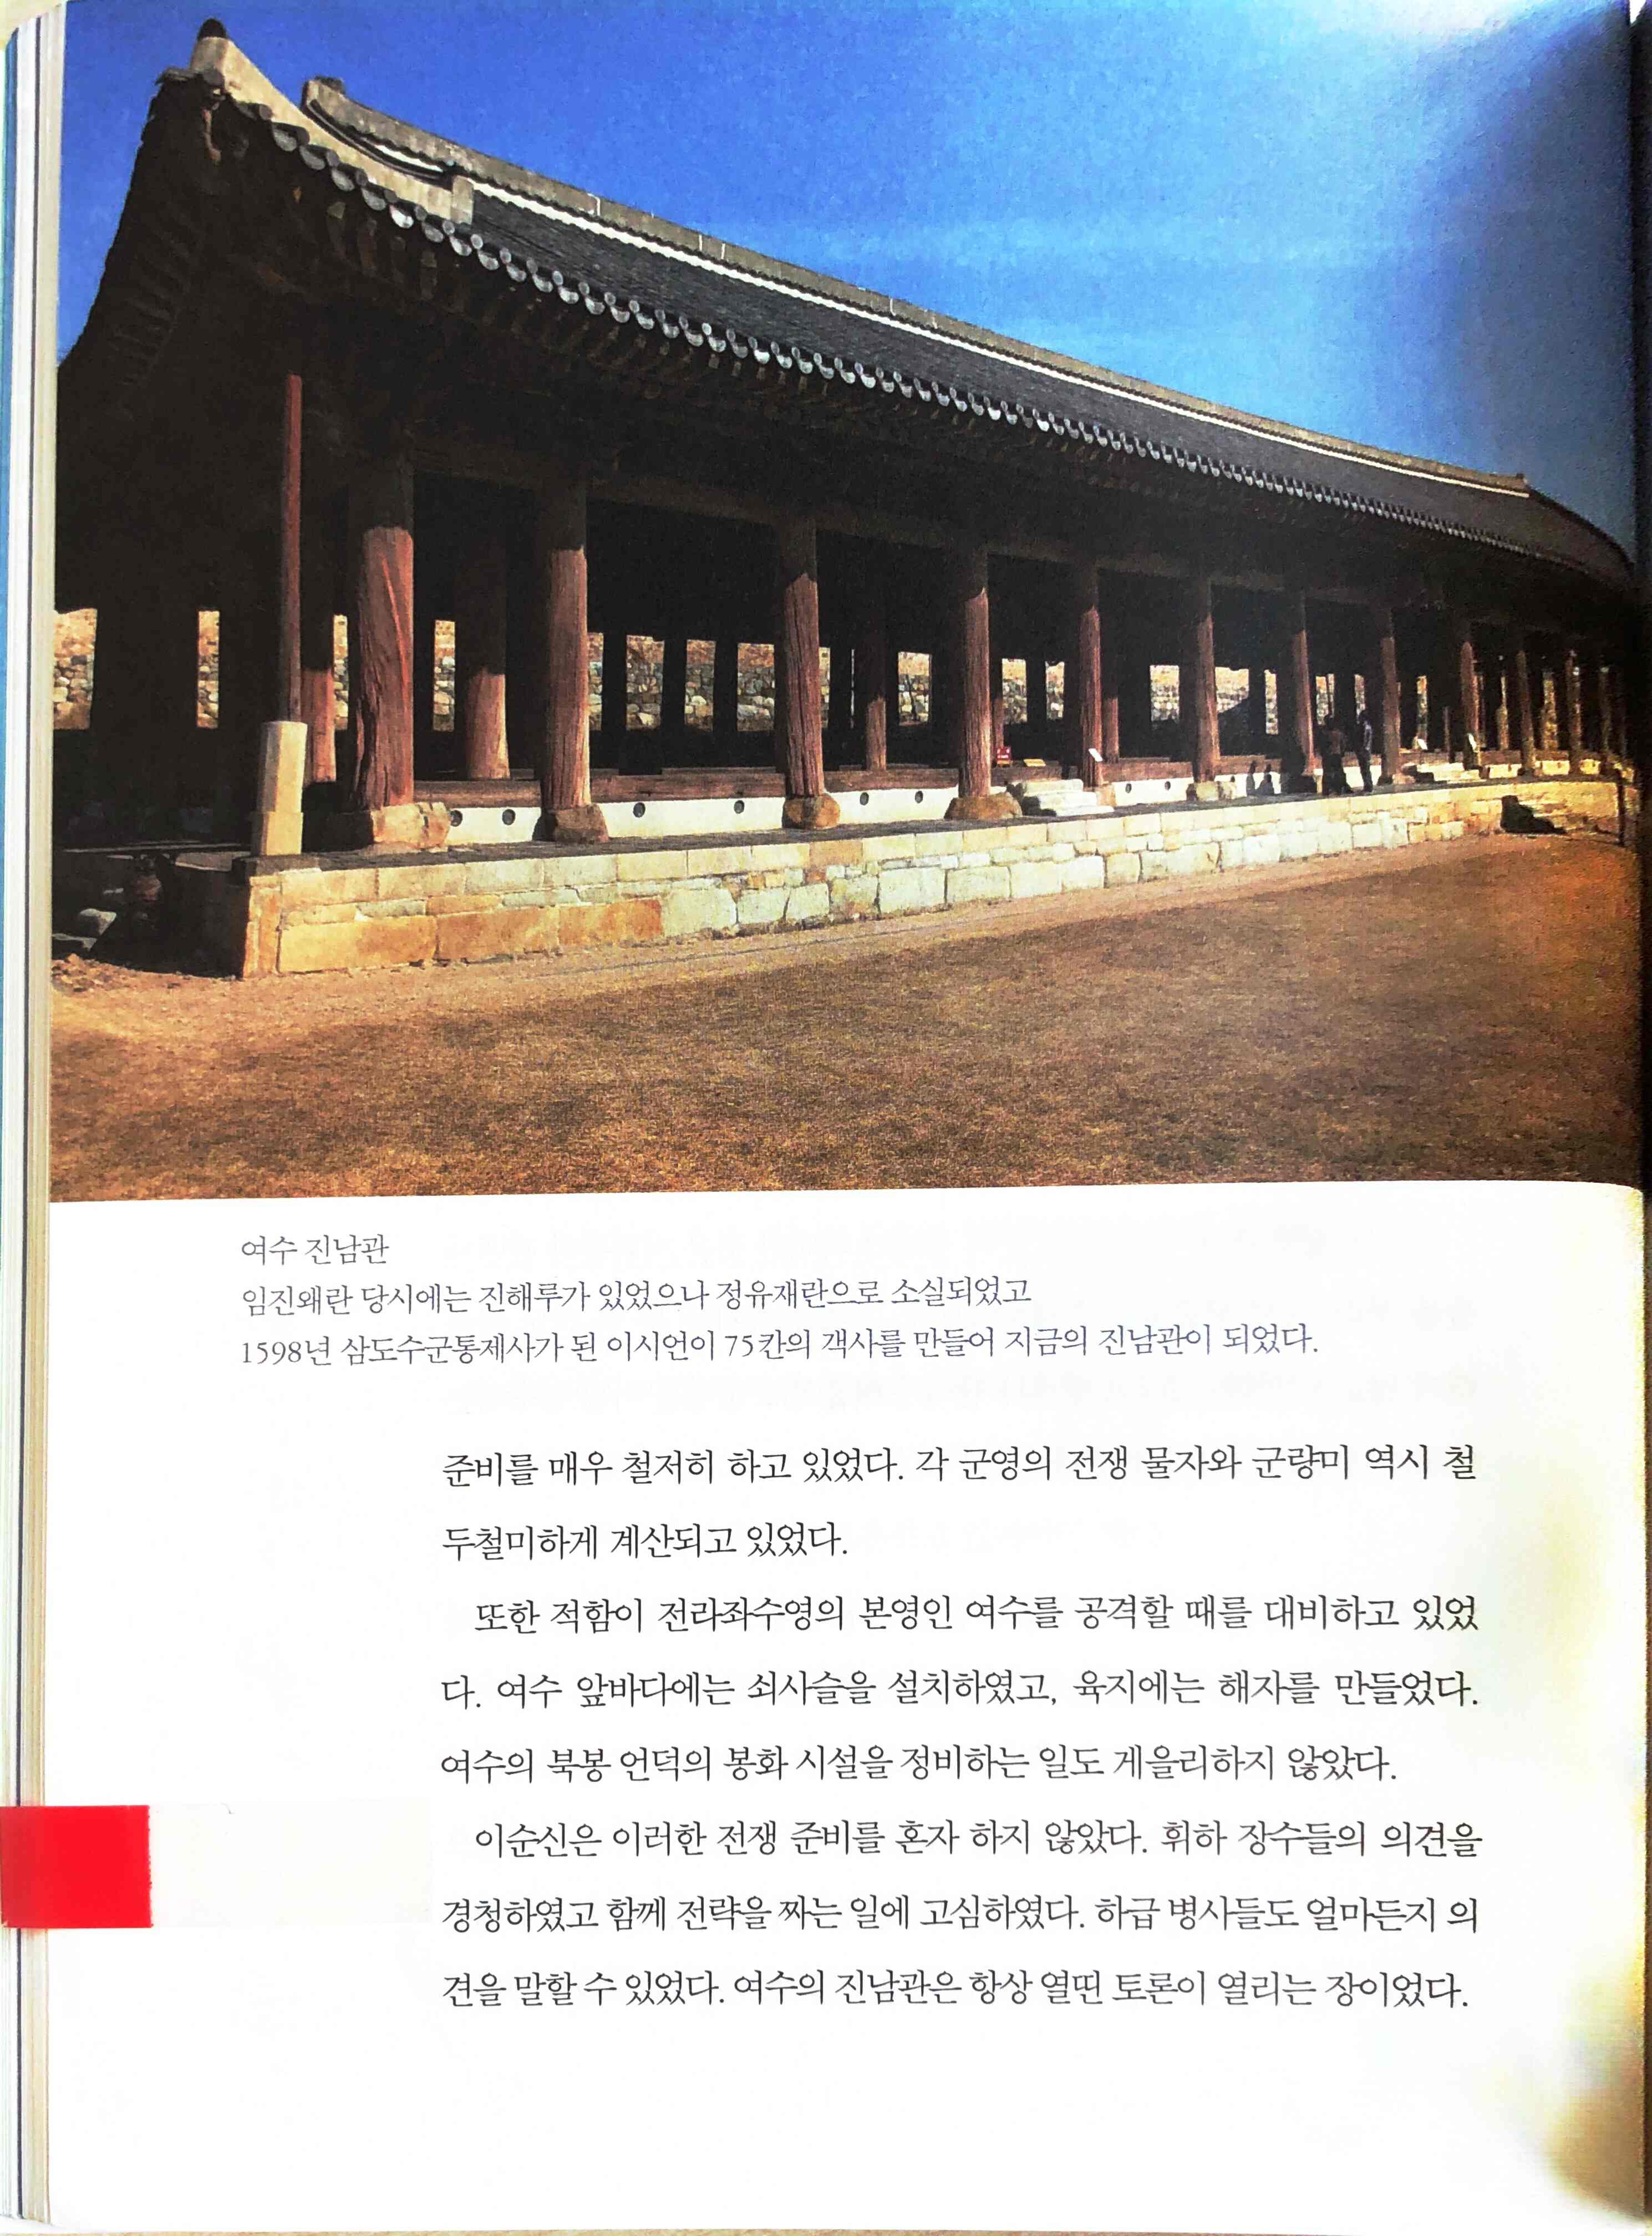 여수 진남관
임진왜란 당시에는 진해루가 있었으나 정유재란으로 소실되었고
1598년 삼도수군통제사가 된 이시언이 75칸의 객사를 만들어 지금의 진남관이 되었다.
준비를 매우 철저히 하고 있었다. 각 군영의 전쟁 물자와 군량미 역시 철
두철미하게 계산되고 있었다.
또한 적함이 전라좌수영의 본영인 여수를 공격할 때를 대비하고 있었
다. 여수 앞바다에는 쇠사슬을 설치하였고, 육지에는 해자를 만들었다.
여수의 북봉 언덕의 봉화 시설을 정비하는 일도 게을리하지 않았다.
이순신은 이러한 전쟁 준비를 혼자 하지 않았다. 휘하 장수들의 의견을
경청하였고 함께 전략을 짜는 일에 고심하였다. 하급 병사들도 얼마든지 의
견을 말할 수 있었다. 여수의 진남관은 항상 열띤 토론이 열리는 장이었다.